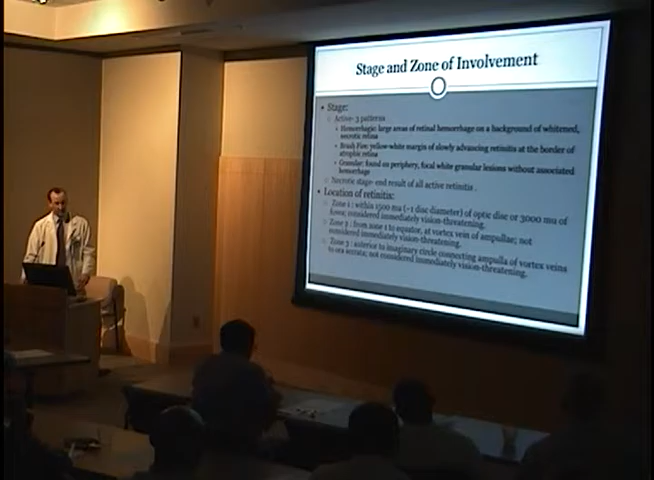 Stage and Zone of Involvement
• Stage:
Active- 3 patterns
Hemorrhagic: large areas of retinal hemorrhage on a background of whitened,
necrotic retina
Brush Fire: yellow-white margin of slowly advancing retinitis at the border of
atrophic retina
Granular: found on periphery, focal white granular lesions without associated
hemorrhage
Necrotic stage- end result of all active retinitis .
• Location of retinitis:
Zone 1 : within 1500 mu (~1 disc diameter) of optic disc or 3000 mu of
fovea; considered immediately vision-threatening.
Zone 2 : from zone 1 to equator, at vortex vein of ampullae; not
considered immediately vision-threatening.
Zone 3 : anterior to imaginary circle connecting ampulla of vortex veins
to ora serrata; not considered immediately vision-threatening.